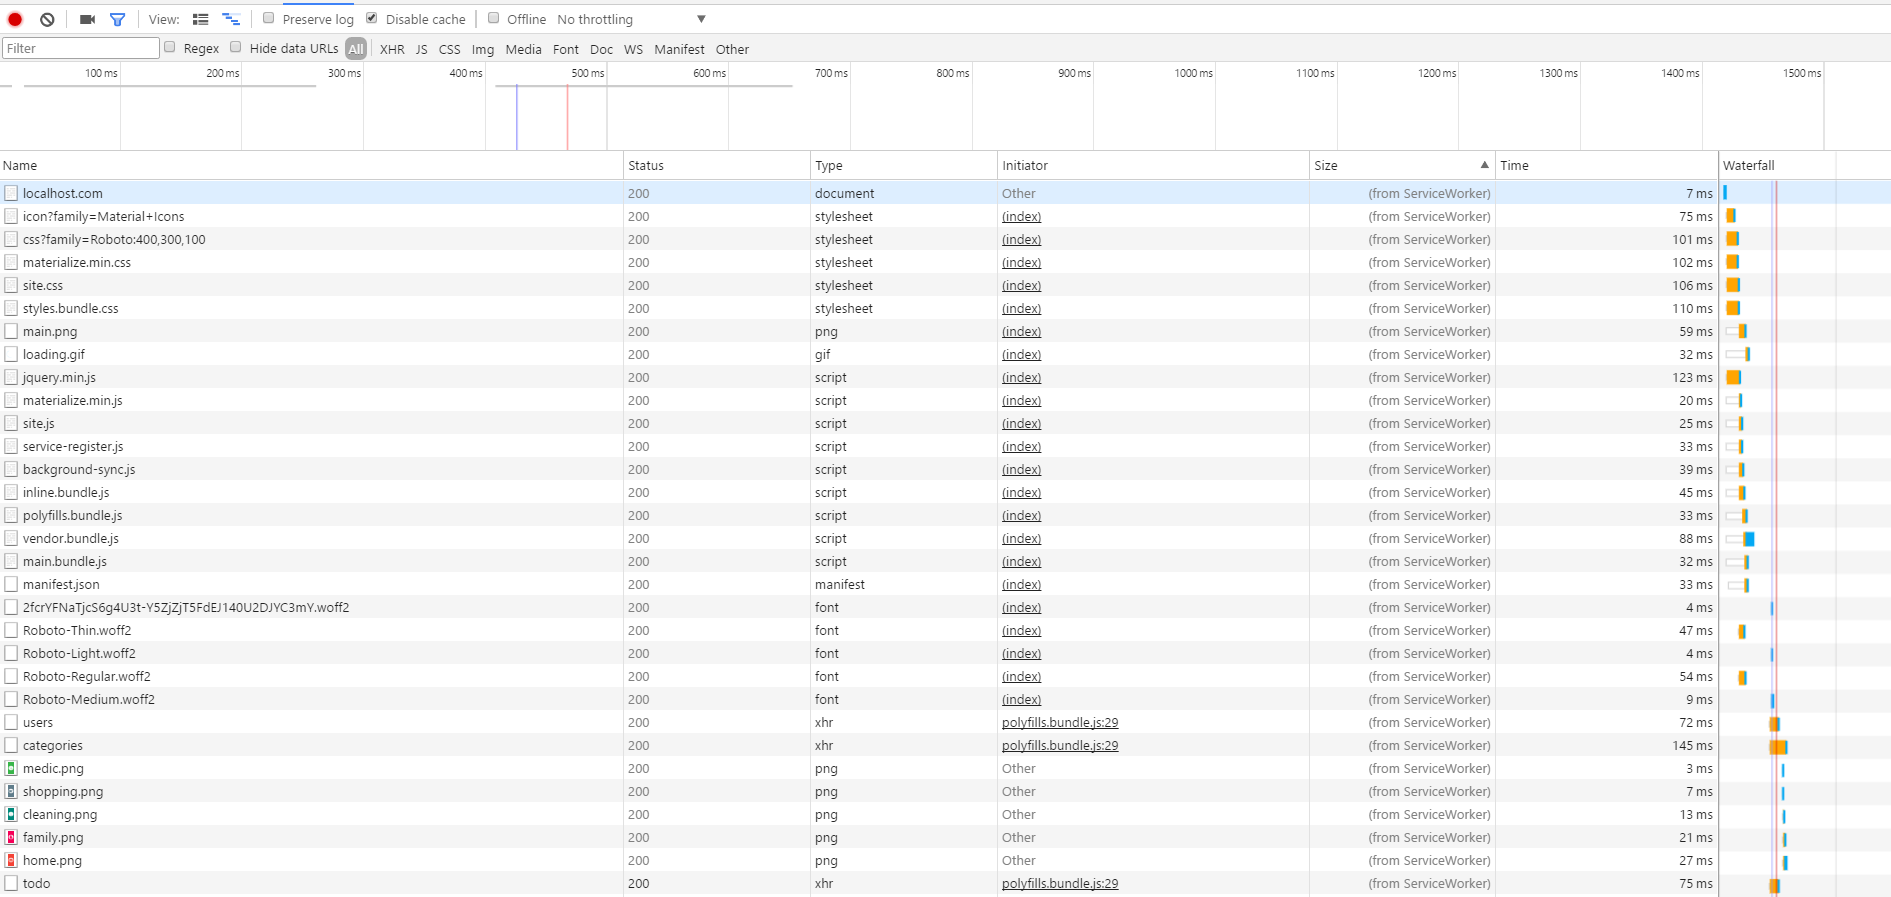 View: Preserve log Disable cache Offline No throttling ▼
Filter Regex Hide data URLs All XHR JS CSS Img Media Font Doc WS Manifest Other
100 ms 200 ms 300 ms 400 ms 500 ms 600 ms 700 ms 800 ms 900 ms 1000 ms 1100 ms 1200 ms 1300 ms 1400 ms 1500 ms
Name Status Type Initiator Size ▲ Time Waterfall
localhost.com 200 document Other (from ServiceWorker) 7 ms
icon?family=Material+Icons 200 stylesheet (index) (from ServiceWorker) 75 ms
css?family=Roboto:400,300,100 200 stylesheet (index) (from ServiceWorker) 101 ms
materialize.min.css 200 stylesheet (index) (from ServiceWorker) 102 ms
site.css 200 stylesheet (index) (from ServiceWorker) 106 ms
styles.bundle.css 200 stylesheet (index) (from ServiceWorker) 110 ms
main.png 200 png (index) (from ServiceWorker) 59 ms
loading.gif 200 gif (index) (from ServiceWorker) 32 ms
jquery.min.js 200 script (index) (from ServiceWorker) 123 ms
materialize.min.js 200 script (index) (from ServiceWorker) 20 ms
site.js 200 script (index) (from ServiceWorker) 25 ms
service-register.js 200 script (index) (from ServiceWorker) 33 ms
background-sync.js 200 script (index) (from ServiceWorker) 39 ms
inline.bundle.js 200 script (index) (from ServiceWorker) 45 ms
polyfills.bundle.js 200 script (index) (from ServiceWorker) 33 ms
vendor.bundle.js 200 script (index) (from ServiceWorker) 88 ms
main.bundle.js 200 script (index) (from ServiceWorker) 32 ms
manifest.json 200 manifest (index) (from ServiceWorker) 33 ms
2fcrYFNaTjcS6g4U3t-Y5ZjZjT5FdEJ140U2DJYC3mY.woff2 200 font (index) (from ServiceWorker) 4 ms
Roboto-Thin.woff2 200 font (index) (from ServiceWorker) 47 ms
Roboto-Light.woff2 200 font (index) (from ServiceWorker) 4 ms
Roboto-Regular.woff2 200 font (index) (from ServiceWorker) 54 ms
Roboto-Medium.woff2 200 font (index) (from ServiceWorker) 9 ms
users 200 xhr polyfills.bundle.js:29 (from ServiceWorker) 72 ms
categories 200 xhr polyfills.bundle.js:29 (from ServiceWorker) 145 ms
medic.png 200 png Other (from ServiceWorker) 3 ms
shopping.png 200 png Other (from ServiceWorker) 7 ms
cleaning.png 200 png Other (from ServiceWorker) 13 ms
family.png 200 png Other (from ServiceWorker) 21 ms
home.png 200 png Other (from ServiceWorker) 27 ms
todo 200 xhr polyfills.bundle.js:29 (from ServiceWorker) 75 ms